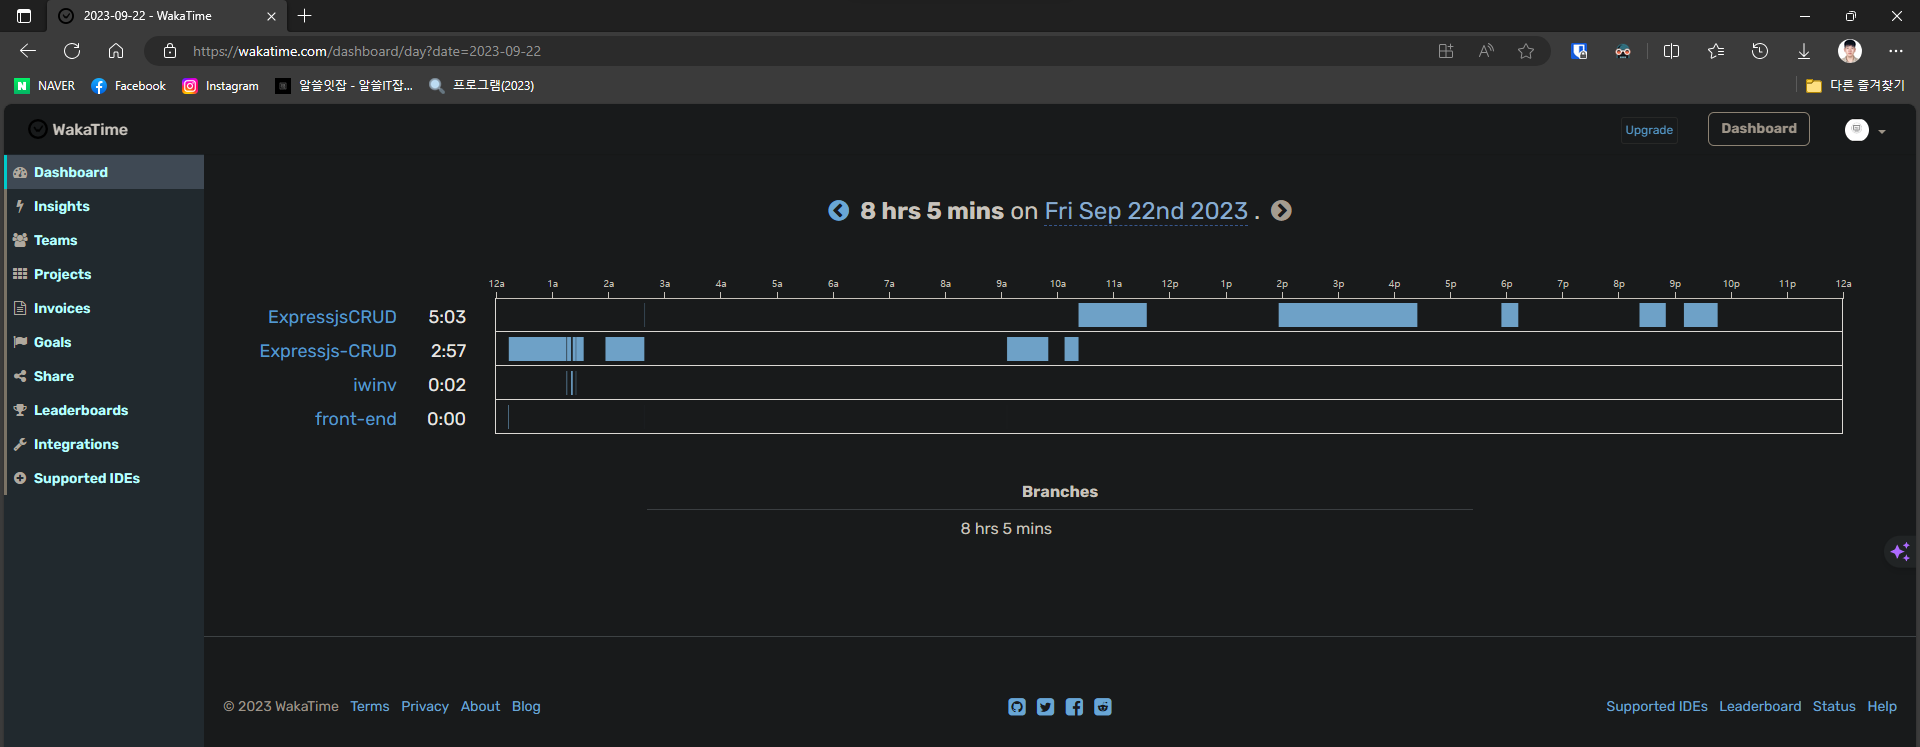 2023-09-22 - WakaTime
https://wakatime.com/dashboard/day?date=2023-09-22
NAVER Facebook Instagram 알쓸잇잡 - 알쓸IT잡... 프로그램(2023) 다른 즐겨찾기
WakaTime Upgrade Dashboard
Dashboard
Insights
Teams
Projects
Invoices
Goals
Share
Leaderboards
Integrations
Supported IDEs
8 hrs 5 mins on Fri Sep 22nd 2023 .
12a 1a 2a 3a 4a 5a 6a 7a 8a 9a 10a 11a 12p 1p 2p 3p 4p 5p 6p 7p 8p 9p 10p 11p 12a
ExpressjsCRUD 5:03
Expressjs-CRUD 2:57
iwinv 0:02
front-end 0:00
Branches
8 hrs 5 mins
© 2023 WakaTime Terms Privacy About Blog Supported IDEs Leaderboard Status Help